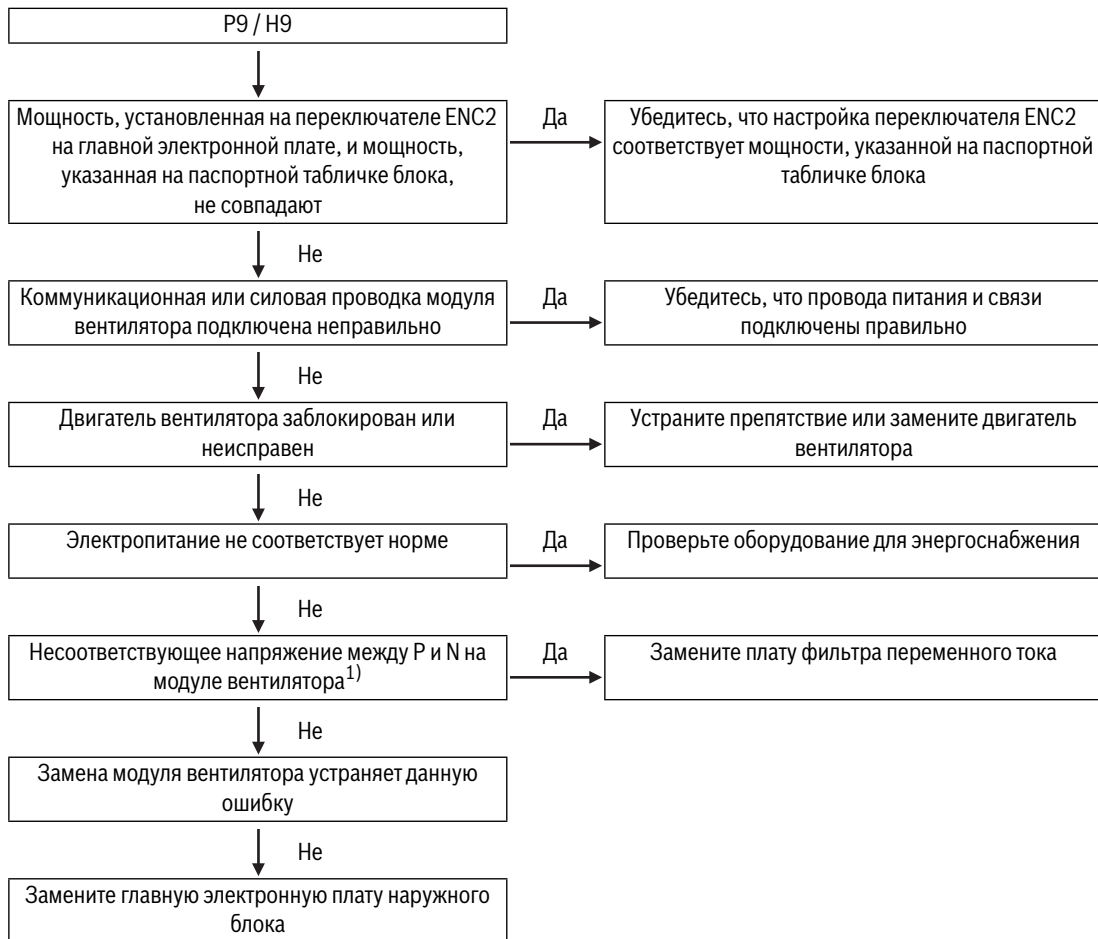 P9 / H9
Мощность, установленная на переключателе ENC2
на главной электронной плате, и мощность,
указанная на паспортной табличке блока,
не совпадают
Да
Убедитесь, что настройка переключателя ENC2
соответствует мощности, указанной на паспортной
табличке блока
Не
Коммуникационная или силовая проводка модуля
вентилятора подключена неправильно
Да
Убедитесь, что провода питания и связи
подключены правильно
Не
Двигатель вентилятора заблокирован или
неисправен
Да
Устраните препятствие или замените двигатель
вентилятора
Не
Электропитание не соответствует норме
Да
Проверьте оборудование для энергоснабжения
Не
Несоответствующее напряжение между P и N на
модуле вентилятора1)
Да
Замените плату фильтра переменного тока
Не
Замена модуля вентилятора устраняет данную
ошибку
Не
Замените главную электронную плату наружного
блока